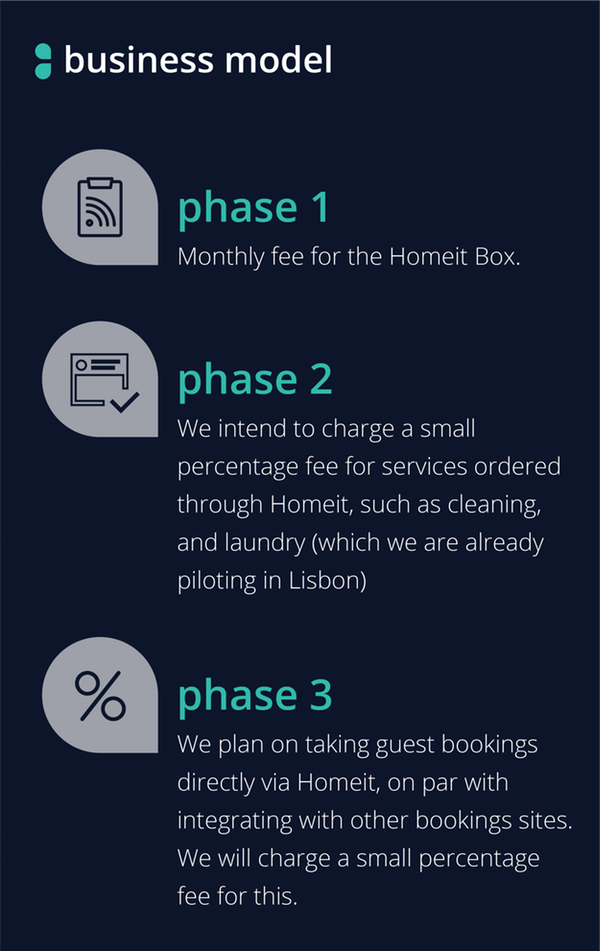 business model
phase 1
Monthly fee for the Homeit Box.
phase 2
We intend to charge a small
percentage fee for services ordered
through Homeit, such as cleaning,
and laundry (which we are already
piloting in Lisbon)
%
phase 3
We plan on taking guest bookings
directly via Homeit, on par with
integrating with other bookings sites.
We will charge a small percentage
fee for this.